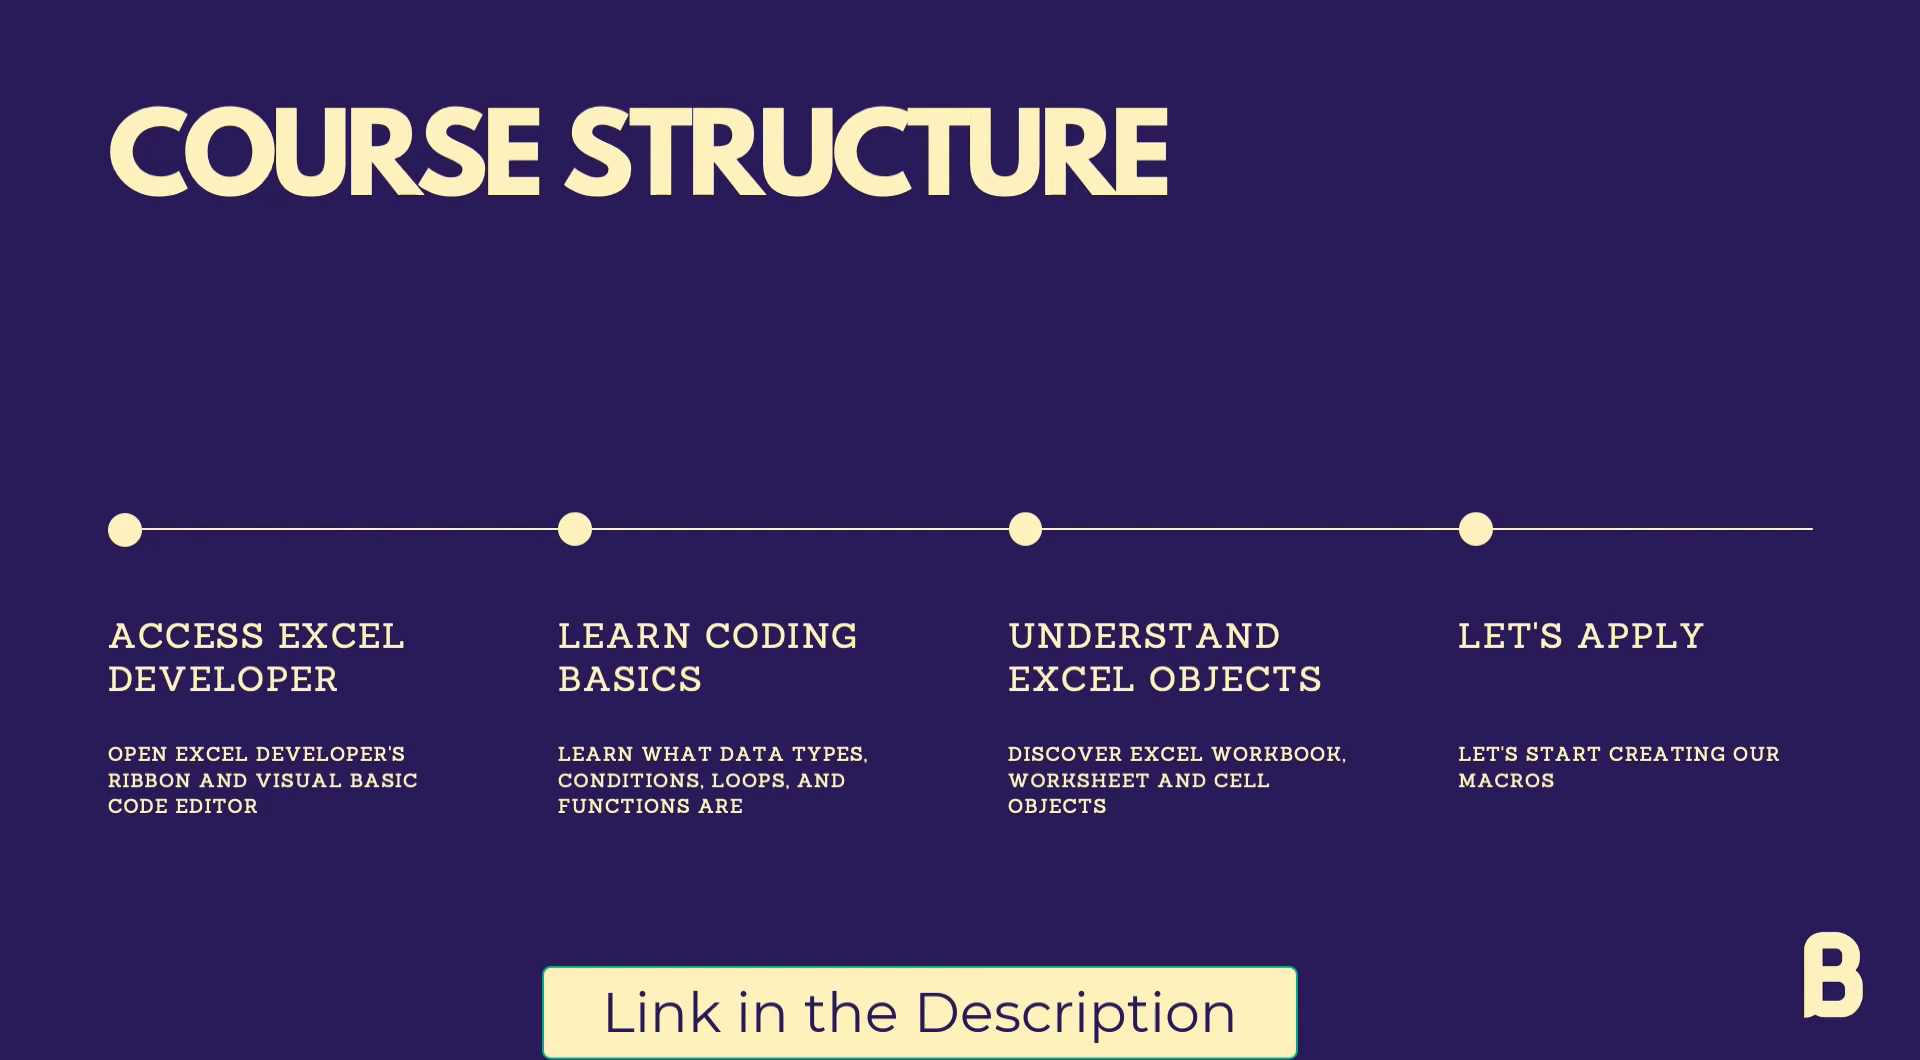 COURSE STRUCTURE
ACCESS EXCEL
DEVELOPER
OPEN EXCEL DEVELOPER'S
RIBBON AND VISUAL BASIC
CODE EDITOR
LEARN CODING
BASICS
LEARN WHAT DATA TYPES,
CONDITIONS, LOOPS, AND
FUNCTIONS ARE
UNDERSTAND
EXCEL OBJECTS
DISCOVER EXCEL WORKBOOK,
WORKSHEET AND CELL
OBJECTS
LET'S APPLY
LET'S START CREATING OUR
MACROS
B
Link in the Description